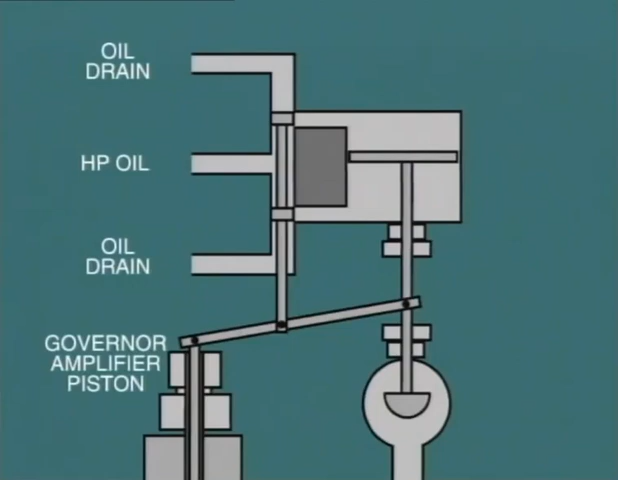 OIL
DRAIN
HP OIL
OIL
DRAIN
GOVERNOR
AMPLIFIER
PISTON